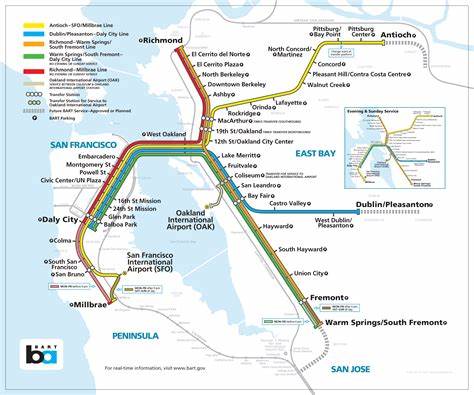 Antioch–SFO/Millbrae Line
Dublin/Pleasanton–Daly City Line
Richmond–Warm Springs/
South Fremont Line
Warm Springs/South Fremont–
Daly City Line
Richmond–Millbrae Line
Oakland International Airport (OAK)
Transfer Station
Transfer Station for Service to
Oakland International Airport
BART Parking
Richmond
El Cerrito del Norte
El Cerrito Plaza
North Berkeley
Downtown Berkeley
Ashby
Rockridge
MacArthur
19th St/Oakland
12th St/Oakland City Center
Orinda
Lafayette
Walnut Creek
Pleasant Hill/Contra Costa Centre
Concord
North Concord/
Martinez
Pittsburg/
Bay Point
Pittsburg
Center
Antioch
Evening & Sunday Service
EAST BAY
SAN FRANCISCO
West Oakland
Embarcadero
Montgomery St
Powell St
Civic Center/UN Plaza
16th St Mission
24th St Mission
Glen Park
Balboa Park
Daly City
Colma
South San
Francisco
San Bruno
San Francisco
International
Airport (SFO)
Millbrae
Lake Merritt
Fruitvale
Coliseum
San Leandro
Bay Fair
Oakland
International
Airport (OAK)
Castro Valley
West Dublin/
Pleasanton
Dublin/Pleasanton
Hayward
South Hayward
Union City
Fremont
Warm Springs/South Fremont
PENINSULA
SAN JOSE
BART
ba
For real-time information, visit www.bart.gov